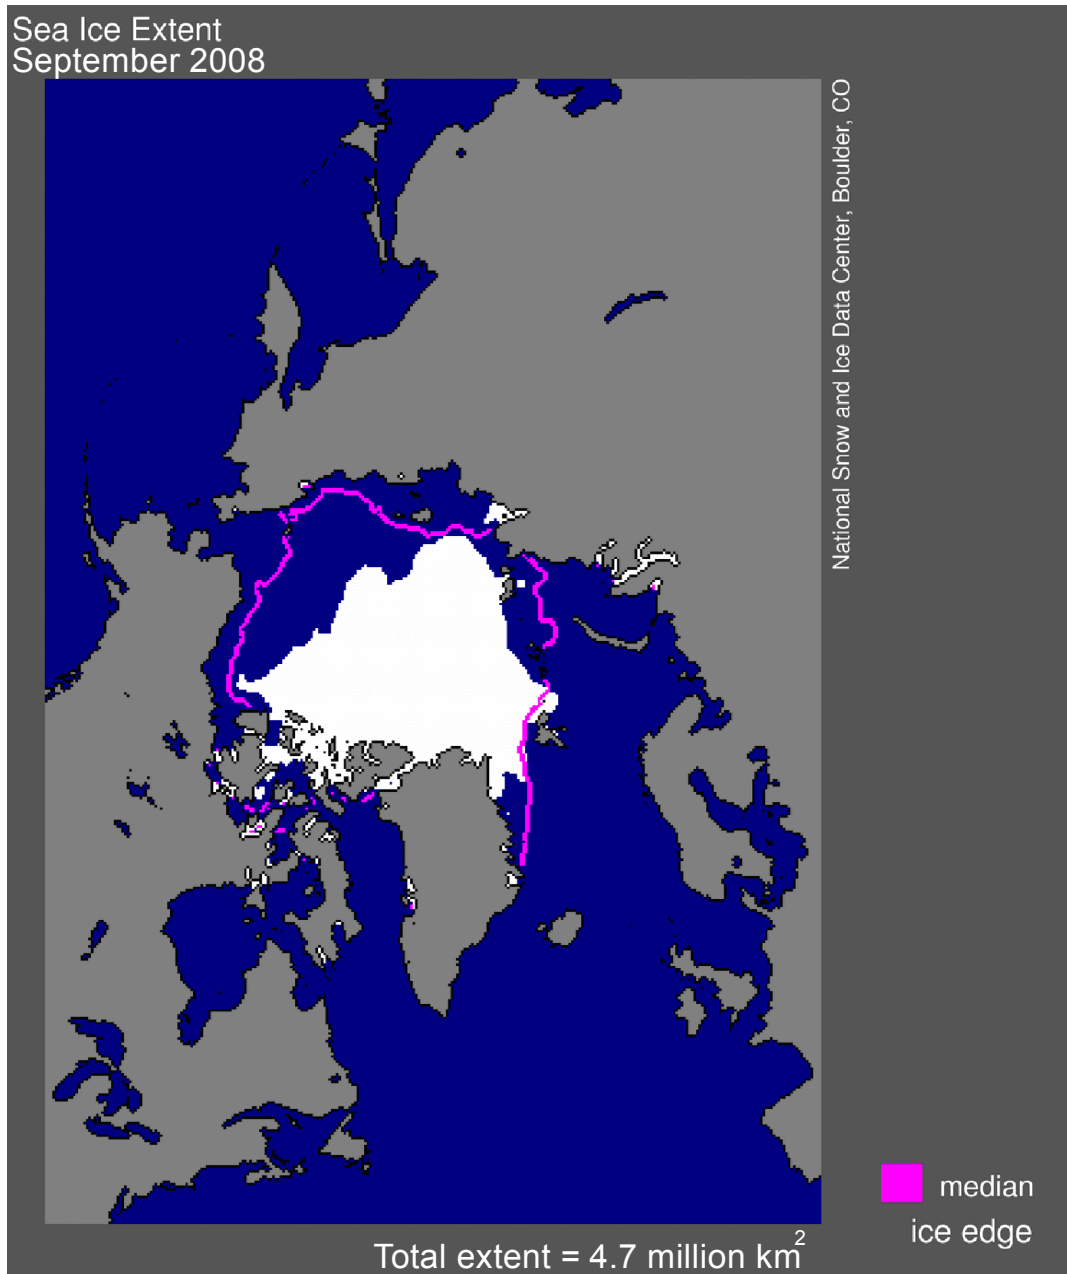 Sea Ice Extent
September 2008
National Snow and Ice Data Center, Boulder, CO
median
ice edge
Total extent = 4.7 million km²